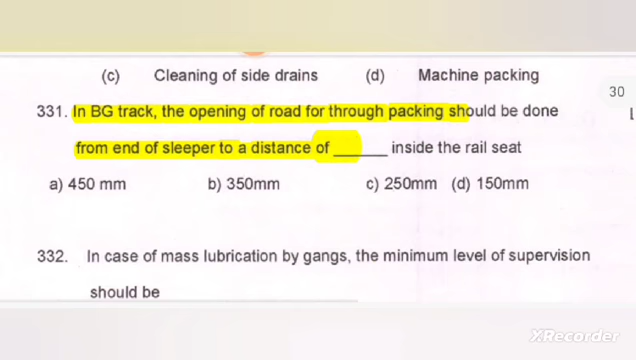 (c) Cleaning of side drains (d) Machine packing
30
331. In BG track, the opening of road for through packing should be done
from end of sleeper to a distance of ______ inside the rail seat
a) 450 mm b) 350mm c) 250mm (d) 150mm
332. In case of mass lubrication by gangs, the minimum level of supervision
should be
XRecorder